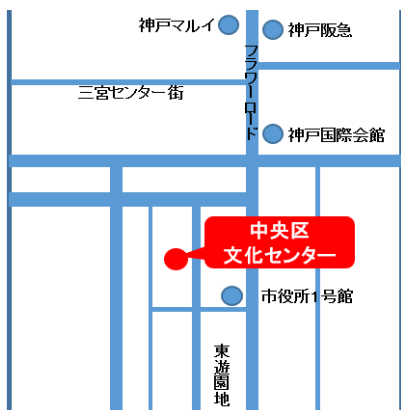 神戸マルイ
神戸阪急
フラワーロード
三宮センター街
神戸国際会館
中央区
文化センター
市役所1号館
東遊園地